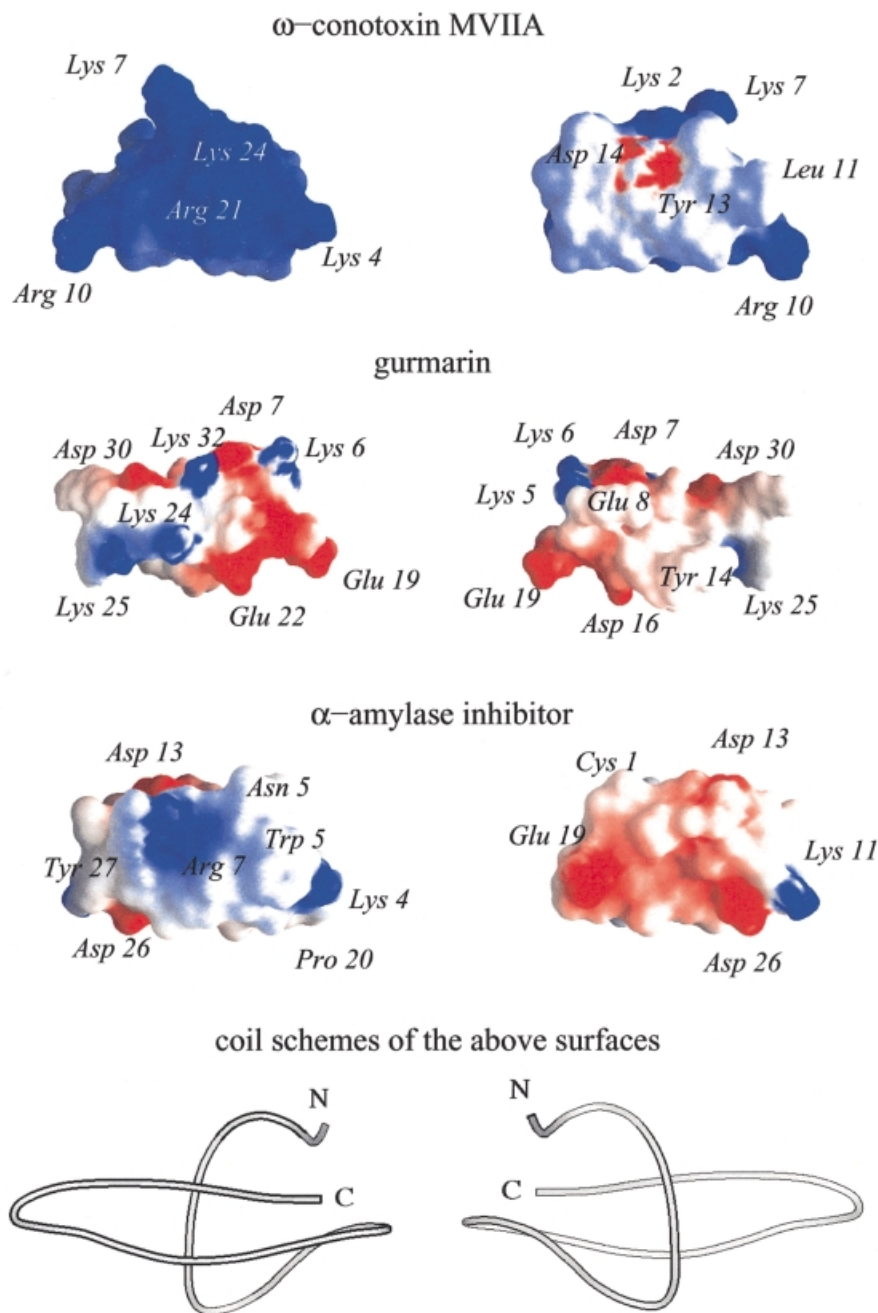 ω−conotoxin MVIIA
Lys 7
Lys 24
Arg 21
Lys 4
Arg 10
Lys 2
Lys 7
Asp 14
Leu 11
Tyr 13
Arg 10
gurmarin
Asp 7
Asp 30
Lys 32
Lys 6
Lys 24
Glu 19
Lys 25
Glu 22
Lys 6
Asp 7
Asp 30
Lys 5
Glu 8
Tyr 14
Glu 19
Lys 25
Asp 16
α−amylase inhibitor
Asp 13
Asn 5
Trp 5
Tyr 27
Arg 7
Lys 4
Asp 26
Pro 20
Asp 13
Cys 1
Glu 19
Lys 11
Asp 26
coil schemes of the above surfaces
N
C
N
C